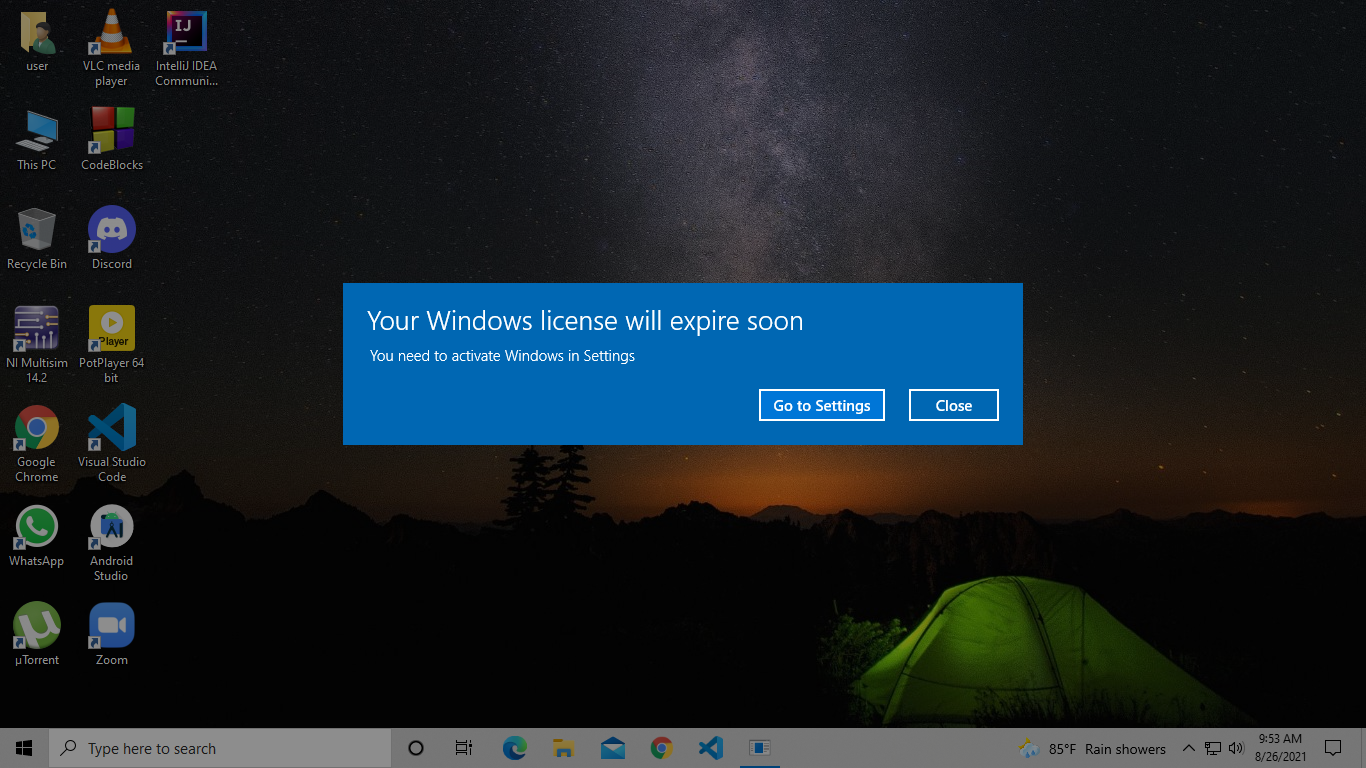 user
VLC media
player
IntelliJ IDEA
Communi...
IJ
This PC
CodeBlocks
Recycle Bin
Discord
NI Multisim
14.2
Player
PotPlayer 64
bit
Google
Chrome
Visual Studio
Code
WhatsApp
Android
Studio
µTorrent
Zoom
Your Windows license will expire soon
You need to activate Windows in Settings
Go to Settings
Close
Type here to search
85°F Rain showers
9:53 AM
8/26/2021